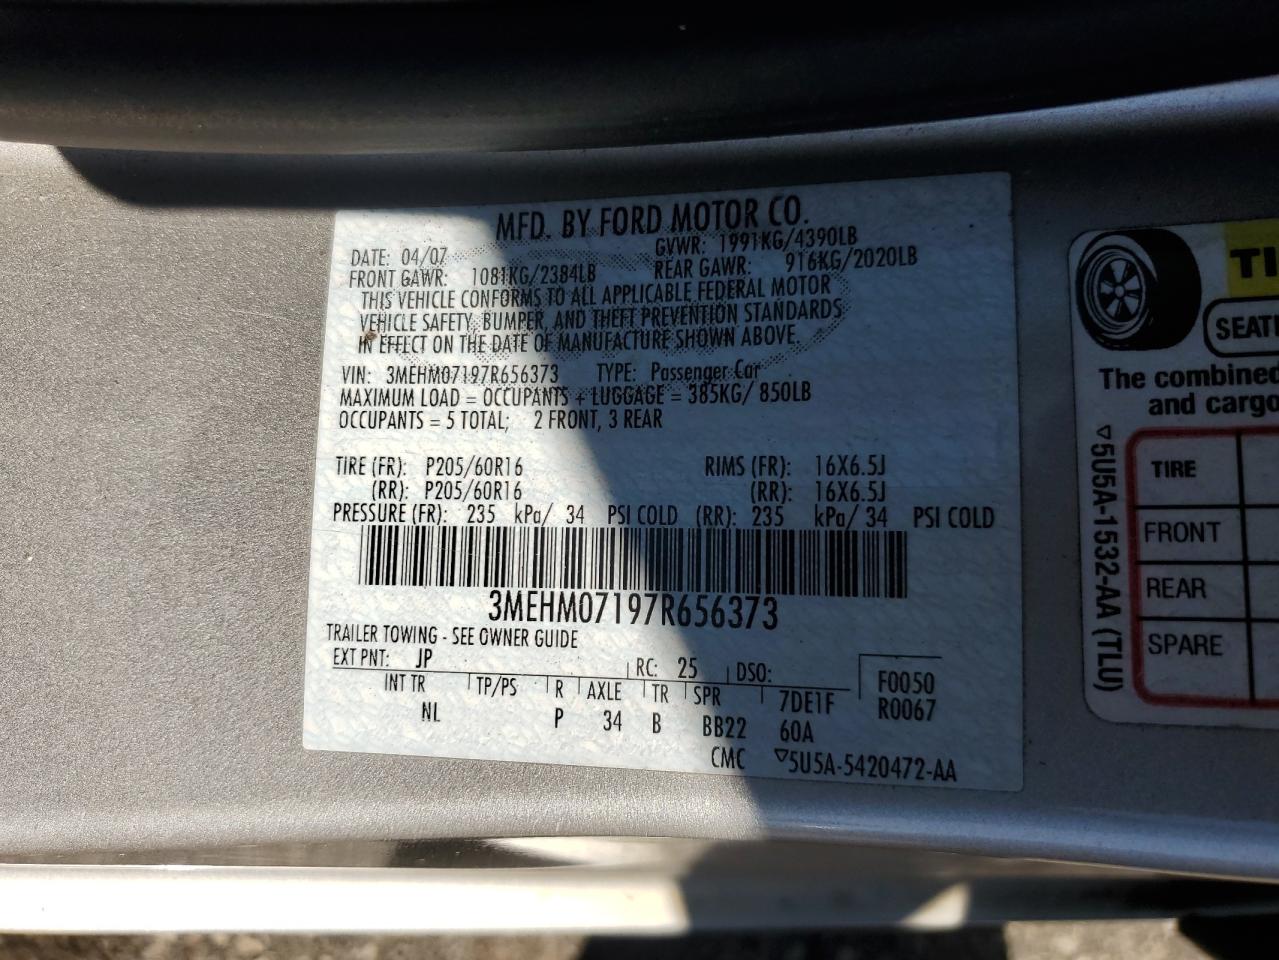 MFD. BY FORD MOTOR CO.
DATE: 04/07 GVWR: 1991KG/4390LB
FRONT GAWR: 1081KG/2384LB REAR GAWR: 916KG/2020LB
THIS VEHICLE CONFORMS TO ALL APPLICABLE FEDERAL MOTOR
VEHICLE SAFETY, BUMPER, AND THEFT PREVENTION STANDARDS
IN EFFECT ON THE DATE OF MANUFACTURE SHOWN ABOVE.
VIN: 3MEHM07197R656373 TYPE: Passenger Car
MAXIMUM LOAD = OCCUPANTS + LUGGAGE = 385KG/ 850LB
OCCUPANTS = 5 TOTAL; 2 FRONT, 3 REAR
TIRE (FR): P205/60R16 RIMS (FR): 16X6.5J
(RR): P205/60R16 (RR): 16X6.5J
PRESSURE (FR): 235 kPa/ 34 PSI COLD (RR): 235 kPa/ 34 PSI COLD
3MEHM07197R656373
TRAILER TOWING - SEE OWNER GUIDE
EXT PNT: JP RC: 25 DSO: F0050
INT TR TP/PS R AXLE TR SPR 7DE1F R0067
NL P 34 B BB22 60A
CMC ▽5U5A-5420472-AA
TI
SEATI
The combined
and cargo
▽5U5A-1532-AA (TLU)
TIRE
FRONT
REAR
SPARE